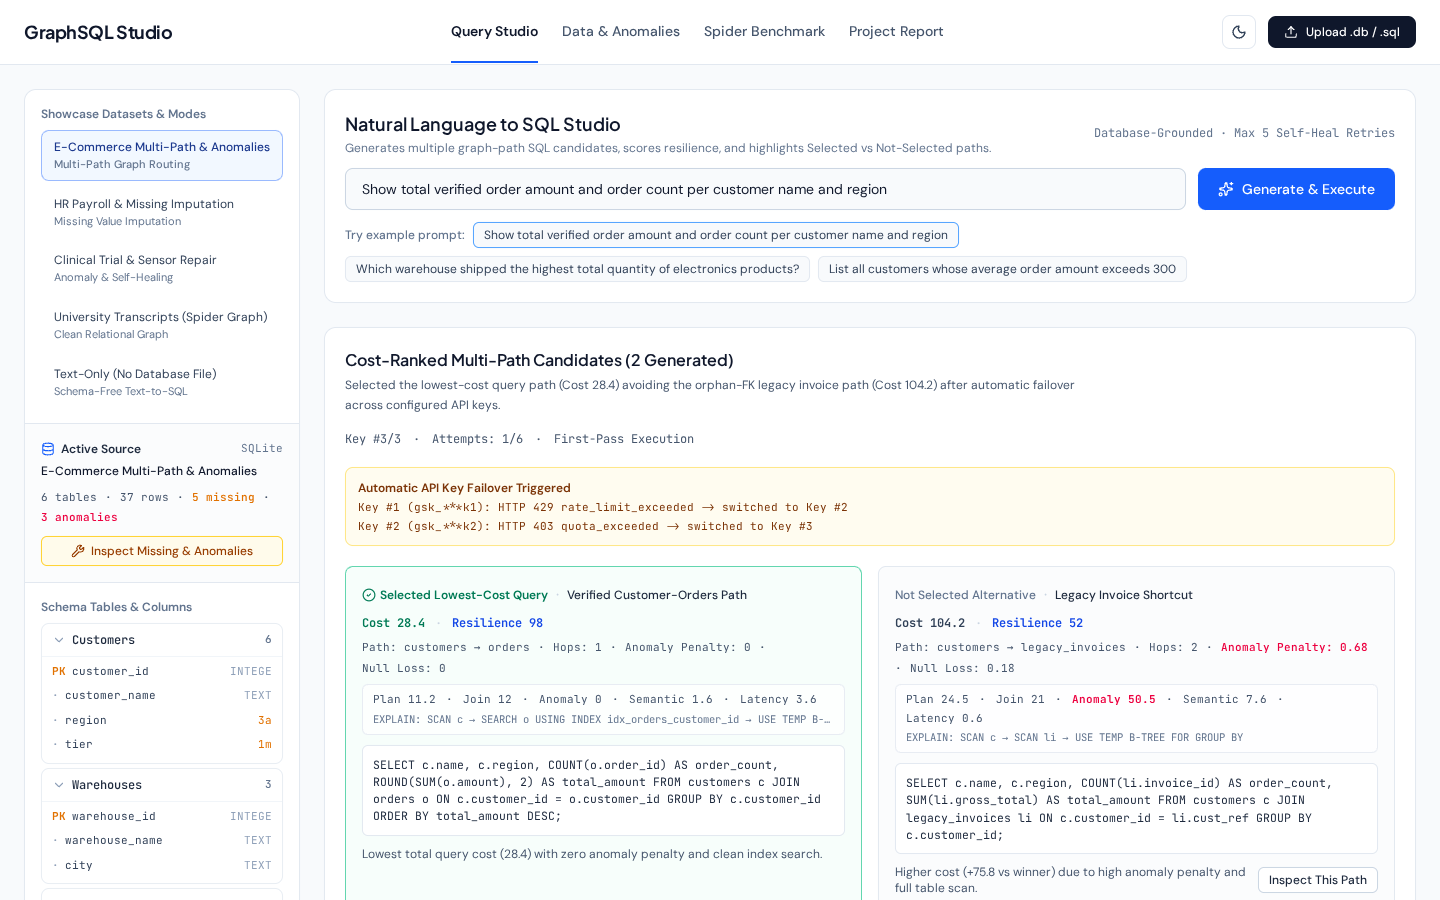 GraphSQL Studio
Query Studio
Data & Anomalies
Spider Benchmark
Project Report
Upload .db / .sql
Showcase Datasets & Modes
E-Commerce Multi-Path & Anomalies
Multi-Path Graph Routing
HR Payroll & Missing Imputation
Missing Value Imputation
Clinical Trial & Sensor Repair
Anomaly & Self-Healing
University Transcripts (Spider Graph)
Clean Relational Graph
Text-Only (No Database File)
Schema-Free Text-to-SQL
Active Source
SQLite
E-Commerce Multi-Path & Anomalies
6 tables · 37 rows · 5 missing ·
3 anomalies
Inspect Missing & Anomalies
Schema Tables & Columns
Customers 6
PK customer_id INTEGE
· customer_name TEXT
· region 3a
· tier 1m
Warehouses 3
PK warehouse_id INTEGE
· warehouse_name TEXT
· city TEXT
Natural Language to SQL Studio
Generates multiple graph-path SQL candidates, scores resilience, and highlights Selected vs Not-Selected paths.
Database-Grounded · Max 5 Self-Heal Retries
Show total verified order amount and order count per customer name and region
Generate & Execute
Try example prompt:
Show total verified order amount and order count per customer name and region
Which warehouse shipped the highest total quantity of electronics products?
List all customers whose average order amount exceeds 300
Cost-Ranked Multi-Path Candidates (2 Generated)
Selected the lowest-cost query path (Cost 28.4) avoiding the orphan-FK legacy invoice path (Cost 104.2) after automatic failover
across configured API keys.
Key #3/3 · Attempts: 1/6 · First-Pass Execution
Automatic API Key Failover Triggered
Key #1 (gsk_***k1): HTTP 429 rate_limit_exceeded → switched to Key #2
Key #2 (gsk_***k2): HTTP 403 quota_exceeded → switched to Key #3
Selected Lowest-Cost Query · Verified Customer-Orders Path
Cost 28.4 · Resilience 98
Path: customers → orders · Hops: 1 · Anomaly Penalty: 0 ·
Null Loss: 0
Plan 11.2 · Join 12 · Anomaly 0 · Semantic 1.6 · Latency 3.6
EXPLAIN: SCAN c → SEARCH o USING INDEX idx_orders_customer_id → USE TEMP B-…
SELECT c.name, c.region, COUNT(o.order_id) AS order_count,
ROUND(SUM(o.amount), 2) AS total_amount FROM customers c JOIN
orders o ON c.customer_id = o.customer_id GROUP BY c.customer_id
ORDER BY total_amount DESC;
Lowest total query cost (28.4) with zero anomaly penalty and clean index search.
Not Selected Alternative · Legacy Invoice Shortcut
Cost 104.2 · Resilience 52
Path: customers → legacy_invoices · Hops: 2 · Anomaly Penalty: 0.68
· Null Loss: 0.18
Plan 24.5 · Join 21 · Anomaly 50.5 · Semantic 7.6 ·
Latency 0.6
EXPLAIN: SCAN c → SCAN li → USE TEMP B-TREE FOR GROUP BY
SELECT c.name, c.region, COUNT(li.invoice_id) AS order_count,
SUM(li.gross_total) AS total_amount FROM customers c JOIN
legacy_invoices li ON c.customer_id = li.cust_ref GROUP BY
c.customer_id;
Higher cost (+75.8 vs winner) due to high anomaly penalty and
full table scan.
Inspect This Path